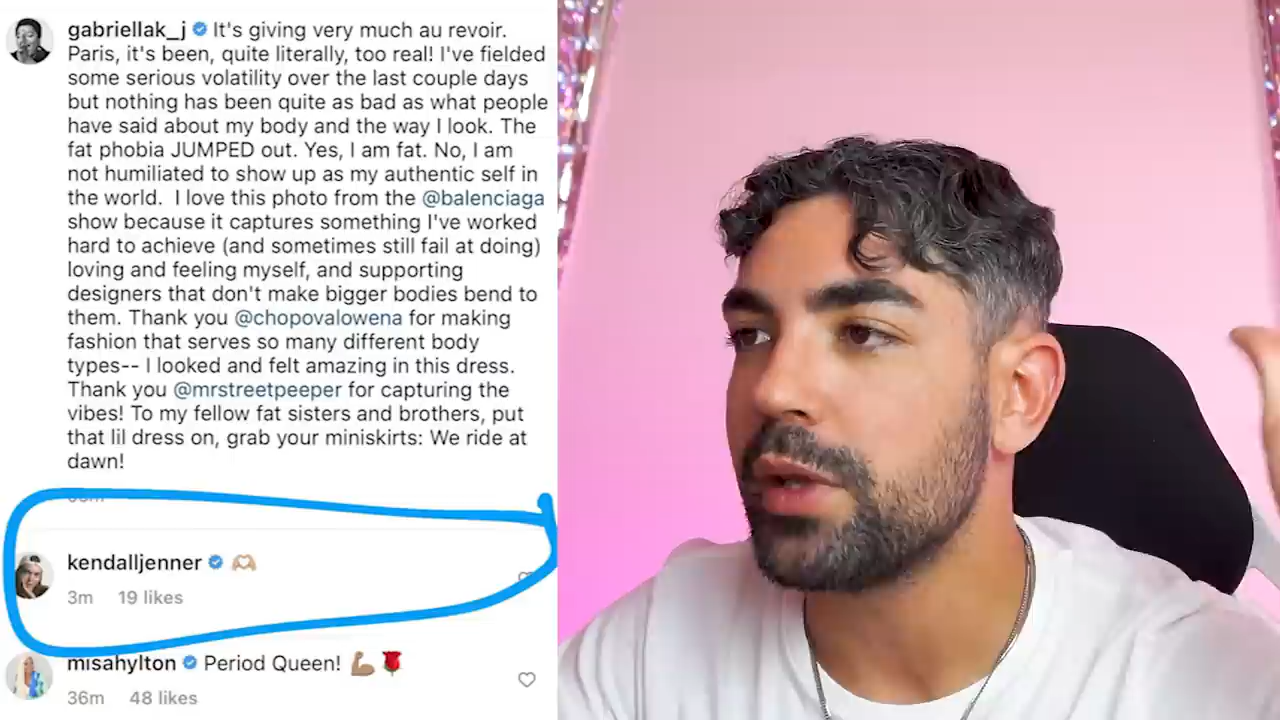 gabriellak_j It's giving very much au revoir.
Paris, it's been, quite literally, too real! I've fielded
some serious volatility over the last couple days
but nothing has been quite as bad as what people
have said about my body and the way I look. The
fat phobia JUMPED out. Yes, I am fat. No, I am
not humiliated to show up as my authentic self in
the world.  I love this photo from the @balenciaga
show because it captures something I've worked
hard to achieve (and sometimes still fail at doing)
loving and feeling myself, and supporting
designers that don't make bigger bodies bend to
them. Thank you @chopovalowena for making
fashion that serves so many different body
types-- I looked and felt amazing in this dress.
Thank you @mrstreetpeeper for capturing the
vibes! To my fellow fat sisters and brothers, put
that lil dress on, grab your miniskirts: We ride at
dawn!
kendalljenner 🫶🏼
3m 19 likes
misahylton Period Queen! 💪🏽🌹
36m 48 likes